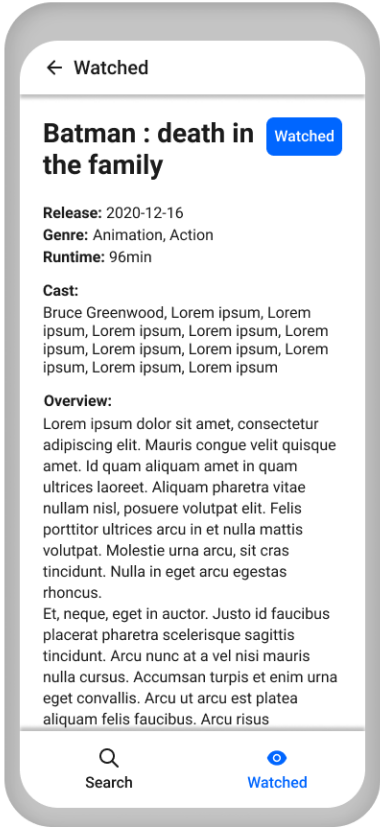 Watched
Batman : death in
the family
Watched
Release: 2020-12-16
Genre: Animation, Action
Runtime: 96min
Cast:
Bruce Greenwood, Lorem ipsum, Lorem
ipsum, Lorem ipsum, Lorem ipsum, Lorem
ipsum, Lorem ipsum, Lorem ipsum, Lorem
ipsum, Lorem ipsum, Lorem ipsum
Overview:
Lorem ipsum dolor sit amet, consectetur
adipiscing elit. Mauris congue velit quisque
amet. Id quam aliquam amet in quam
ultrices laoreet. Aliquam pharetra vitae
nullam nisl, posuere volutpat elit. Felis
porttitor ultrices arcu in et nulla mattis
volutpat. Molestie urna arcu, sit cras
tincidunt. Nulla in eget arcu egestas
rhoncus.
Et, neque, eget in auctor. Justo id faucibus
placerat pharetra scelerisque sagittis
tincidunt. Arcu nunc at a vel nisi mauris
nulla cursus. Accumsan turpis et enim urna
eget convallis. Arcu ut arcu est platea
aliquam felis faucibus. Arcu risus
Search
Watched